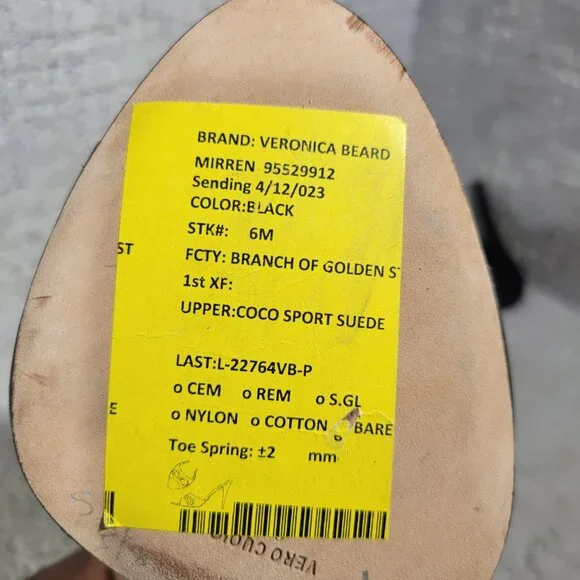 BRAND: VERONICA BEARD
MIRREN 95529912
Sending 4/12/023
COLOR:BLACK
STK#: 6M
ST
FCTY: BRANCH OF GOLDEN S
1st XF:
UPPER:COCO SPORT SUEDE
LAST:L-22764VB-P
o CEM o REM o S.GL
E
o NYLON o COTTON o BARE
Toe Spring: ±2 mm
VERO CUOIO